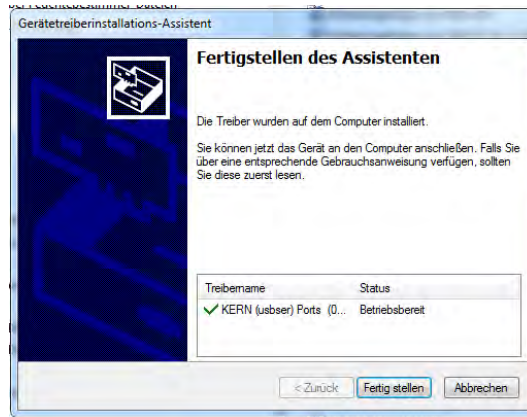 Gerätetreiberinstallations-Assistent
Fertigstellen des Assistenten
Die Treiber wurden auf dem Computer installiert.
Sie können jetzt das Gerät an den Computer anschließen. Falls Sie
über eine entsprechende Gebrauchsanweisung verfügen, sollten
Sie diese zuerst lesen.
Treibername Status
KERN (usbser) Ports (0... Betriebsbereit
< Zurück Fertig stellen Abbrechen